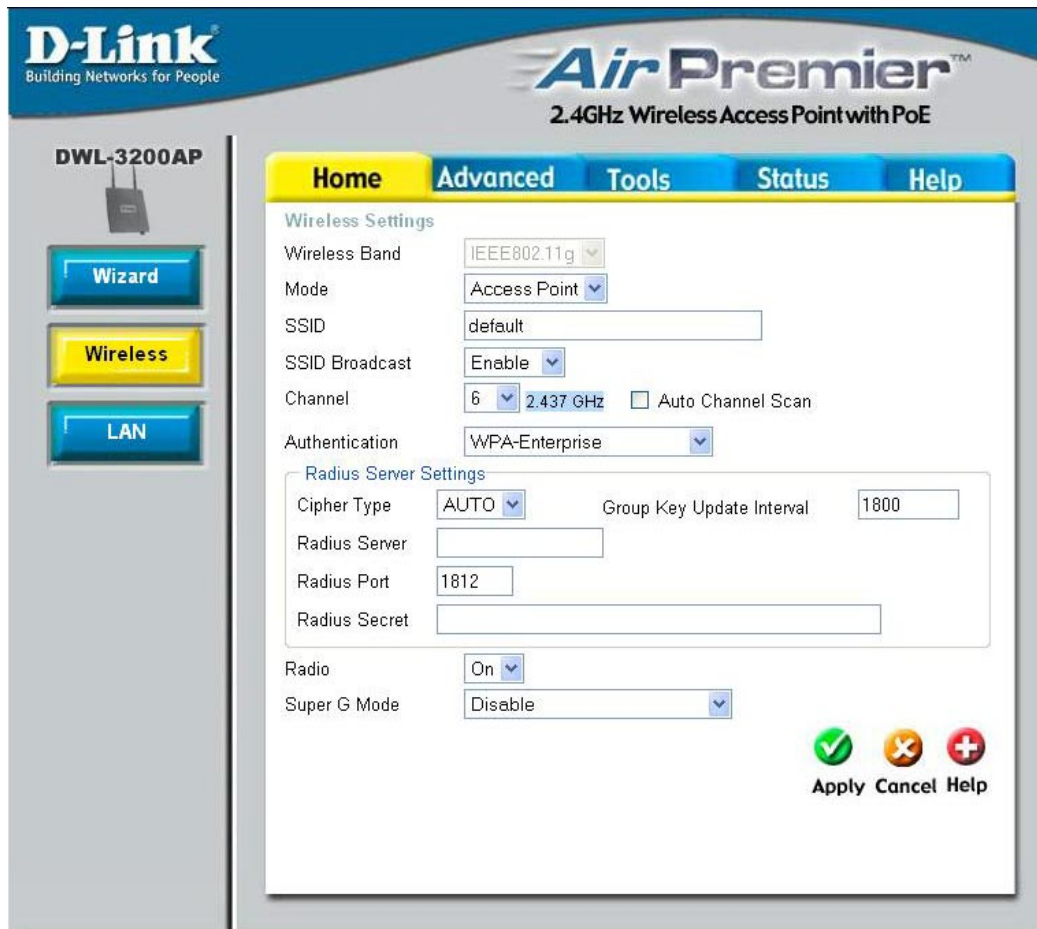 D-Link
Building Networks for People
Air Premier™
2.4GHz Wireless Access Point with PoE
DWL-3200AP
Wizard
Wireless
LAN
Home Advanced Tools Status Help
Wireless Settings
Wireless Band IEEE802.11g
Mode Access Point
SSID default
SSID Broadcast Enable
Channel 6 2.437 GHz Auto Channel Scan
Authentication WPA-Enterprise
Radius Server Settings
Cipher Type AUTO Group Key Update Interval 1800
Radius Server
Radius Port 1812
Radius Secret
Radio On
Super G Mode Disable
Apply Cancel Help